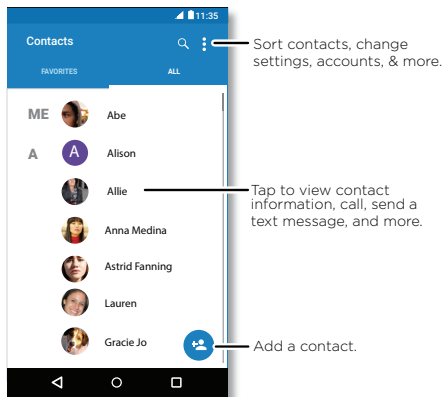 11:35
Contacts
Sort contacts, change
settings, accounts, & more.
FAVORITES ALL
ME Abe
A A Alison
Allie
Tap to view contact
information, call, send a
text message, and more.
Anna Medina
Astrid Fanning
Lauren
Gracie Jo
Add a contact.